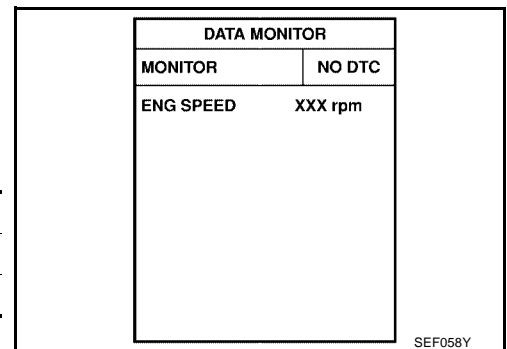 DATA MONITOR
MONITOR NO DTC
ENG SPEED XXX rpm
SEF058Y